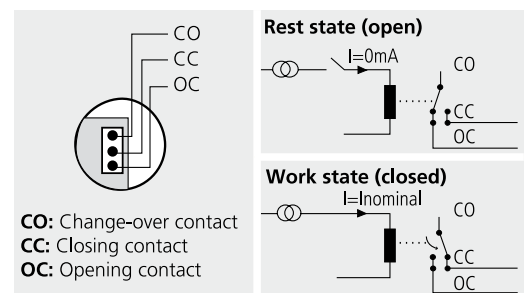 CO
CC
OC
CO: Change-over contact
CC: Closing contact
OC: Opening contact
Rest state (open)
I=0mA
CO
CC
OC
Work state (closed)
I=Inominal
CO
CC
OC